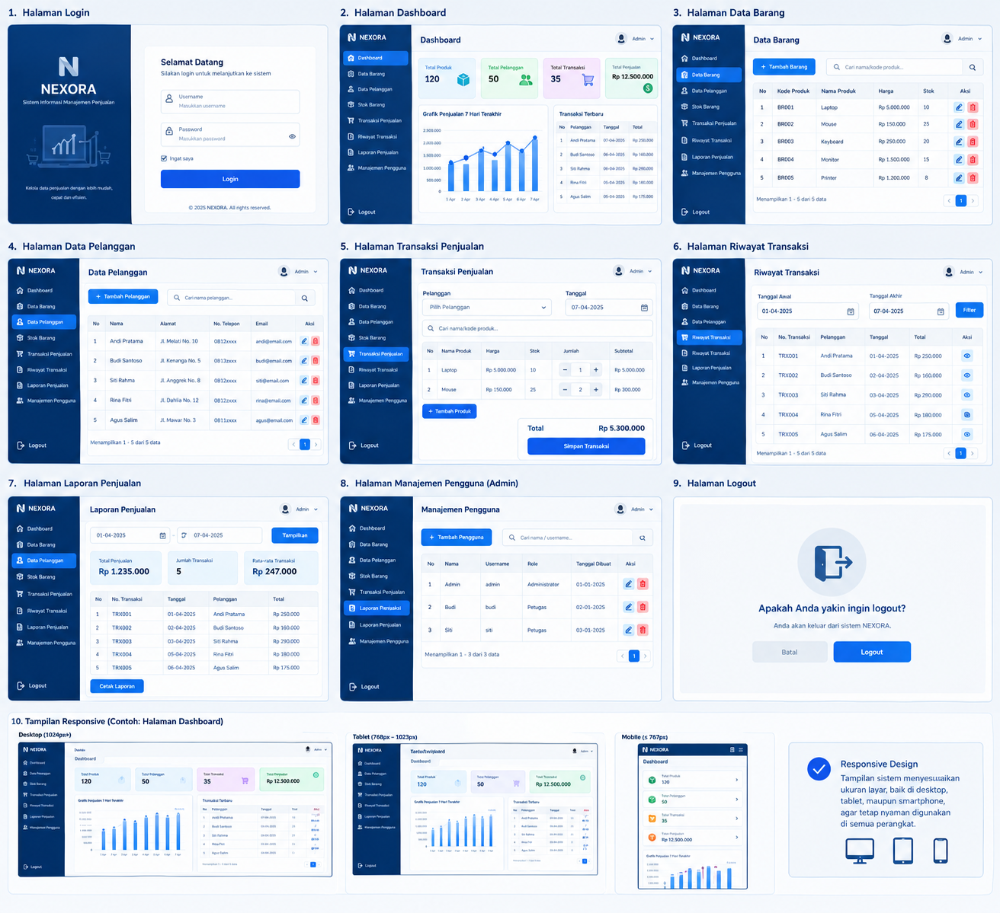 1. Halaman Login
NEXORA
Sistem Informasi Manajemen Penjualan
Kelola data penjualan dengan lebih mudah,
cepat dan efisien.
Selamat Datang
Silakan login untuk melanjutkan ke sistem
Username
Masukkan username
Password
Masukkan password
Ingat saya
Login
© 2025 NEXORA. All rights reserved.
2. Halaman Dashboard
NEXORA
Dashboard
Data Barang
Data Pelanggan
Stok Barang
Transaksi Penjualan
Riwayat Transaksi
Laporan Penjualan
Manajemen Pengguna
Logout
Dashboard
Admin
Total Produk
120
Total Pelanggan
50
Total Transaksi
35
Total Penjualan
Rp 12.500.000
Grafik Penjualan 7 Hari Terakhir
2.500.000
2.000.000
1.500.000
1.000.000
500.000
0
1 Apr 2 Apr 3 Apr 4 Apr 5 Apr 6 Apr 7 Apr
Transaksi Terbaru
No Pelanggan Tanggal Total
1 Andi Pratama 07-04-2025 Rp 250.000
2 Budi Santoso 06-04-2025 Rp 160.000
3 Siti Rahma 06-04-2025 Rp 290.000
4 Rina Fitri 05-04-2025 Rp 180.000
5 Agus Salim 05-04-2025 Rp 175.000
3. Halaman Data Barang
NEXORA
Dashboard
Data Barang
Data Pelanggan
Stok Barang
Transaksi Penjualan
Riwayat Transaksi
Laporan Penjualan
Manajemen Pengguna
Logout
Data Barang
Admin
+ Tambah Barang
Cari nama/kode produk...
No Kode Produk Nama Produk Harga Stok Aksi
1 BR001 Laptop Rp 5.000.000 10
2 BR002 Mouse Rp 150.000 25
3 BR003 Keyboard Rp 250.000 20
4 BR004 Monitor Rp 1.500.000 15
5 BR005 Printer Rp 1.200.000 8
Menampilkan 1 - 5 dari 5 data
1
4. Halaman Data Pelanggan
NEXORA
Dashboard
Data Barang
Data Pelanggan
Stok Barang
Transaksi Penjualan
Riwayat Transaksi
Laporan Penjualan
Manajemen Pengguna
Logout
Data Pelanggan
Admin
+ Tambah Pelanggan
Cari nama pelanggan...
No Nama Alamat No. Telepon Email Aksi
1 Andi Pratama Jl. Melati No. 10 0812xxxx andi@email.com
2 Budi Santoso Jl. Kenanga No. 5 0813zxxx budi@email.com
3 Siti Rahma Jl. Anggrek No. 8 0812xxxx siti@email.com
4 Rina Fitri Jl. Dahlia No. 12 0812zxxx rina@email.com
5 Agus Salim Jl. Mawar No. 3 0811zxxx agus@email.com
Menampilkan 1 - 5 dari 5 data
1
5. Halaman Transaksi Penjualan
NEXORA
Dashboard
Data Barang
Data Pelanggan
Stok Barang
Transaksi Penjualan
Riwayat Transaksi
Laporan Penjualan
Manajemen Pengguna
Logout
Transaksi Penjualan
Admin
Pelanggan
Pilih Pelanggan
Tanggal
07-04-2025
Cari nama/kode produk...
No Nama Produk Harga Stok Jumlah Subtotal
1 Laptop Rp 5.000.000 10 − 1 + Rp 5.000.000
2 Mouse Rp 150.000 25 − 2 + Rp 300.000
+ Tambah Produk
Total Rp 5.300.000
Simpan Transaksi
6. Halaman Riwayat Transaksi
NEXORA
Dashboard
Data Barang
Data Pelanggan
Riwayat Transaksi
Riwayat Transaksi
Laporan Penjualan
Manajemen Pengguna
Logout
Riwayat Transaksi
Admin
Tanggal Awal
01-04-2025
Tanggal Akhir
07-04-2025
Filter
No No. Transaksi Pelanggan Tanggal Total Aksi
1 TRX001 Andi Pratama 01-04-2025 Rp 250.000
2 TRX002 Budi Santoso 02-04-2025 Rp 160.000
3 TRX003 Siti Rahma 03-04-2025 Rp 290.000
4 TRX004 Rina Fitri 05-04-2025 Rp 180.000
5 TRX005 Agus Salim 06-04-2025 Rp 175.000
Menampilkan 1 - 5 dari 5 data
1
7. Halaman Laporan Penjualan
NEXORA
Dashboard
Data Barang
Data Pelanggan
Stok Barang
Transaksi Penjualan
Riwayat Transaksi
Laporan Penjualan
Manajemen Pengguna
Logout
Laporan Penjualan
Admin
01-04-2025 - 07-04-2025
Tampilkan
Total Penjualan
Rp 1.235.000
Jumlah Transaksi
5
Rata-rata Transaksi
Rp 247.000
No No. Transaksi Tanggal Pelanggan Total
1 TRX001 01-04-2025 Andi Pratama Rp 250.000
2 TRX002 02-04-2025 Budi Santoso Rp 160.000
3 TRX003 03-04-2025 Siti Rahma Rp 290.000
4 TRX004 05-04-2025 Rina Fitri Rp 180.000
5 TRX005 06-04-2025 Agus Salim Rp 175.000
Cetak Laporan
8. Halaman Manajemen Pengguna (Admin)
NEXORA
Dashboard
Data Barang
Data Pelanggan
Stok Barang
Transaksi Penjualan
Laporan Penjualan
Manajemen Pengguna
Logout
Manajemen Pengguna
Admin
+ Tambah Pengguna
Cari nama / username...
No Nama Username Role Tanggal Dibuat Aksi
1 Admin admin Administrator 01-01-2025
2 Budi budi Petugas 02-01-2025
3 Siti siti Petugas 03-01-2025
Menampilkan 1 - 3 dari 3 data
1
9. Halaman Logout
Apakah Anda yakin ingin logout?
Anda akan keluar dari sistem NEXORA.
Batal
Logout
10. Tampilan Responsive (Contoh: Halaman Dashboard)
Desktop (1024px+)
NEXORA
Dashboard
Logout
Dashboard
Total Produk
120
Total Pelanggan
50
Total Transaksi
35
Total Penjualan
Rp 12.500.000
Grafik Penjualan 7 Hari Terakhir
Transaksi Terbaru
Tablet (768px – 1023px)
NEXORA
Dashboard
Logout
Dashboard
Total Produk
120
50
35
Rp 12.500.000
Grafik Penjualan 7 Hari Terakhir
Transaksi Terbaru
Mobile (≤ 767px)
NEXORA
Dashboard
Total Produk
120
Total Pelanggan
50
Total Transaksi
35
Total Penjualan
Rp 12.500.000
Grafik Penjualan 7 Hari Terakhir
Responsive Design
Tampilan sistem menyesuaikan
ukuran layar, baik di desktop,
tablet, maupun smartphone,
agar tetap nyaman digunakan
di semua perangkat.